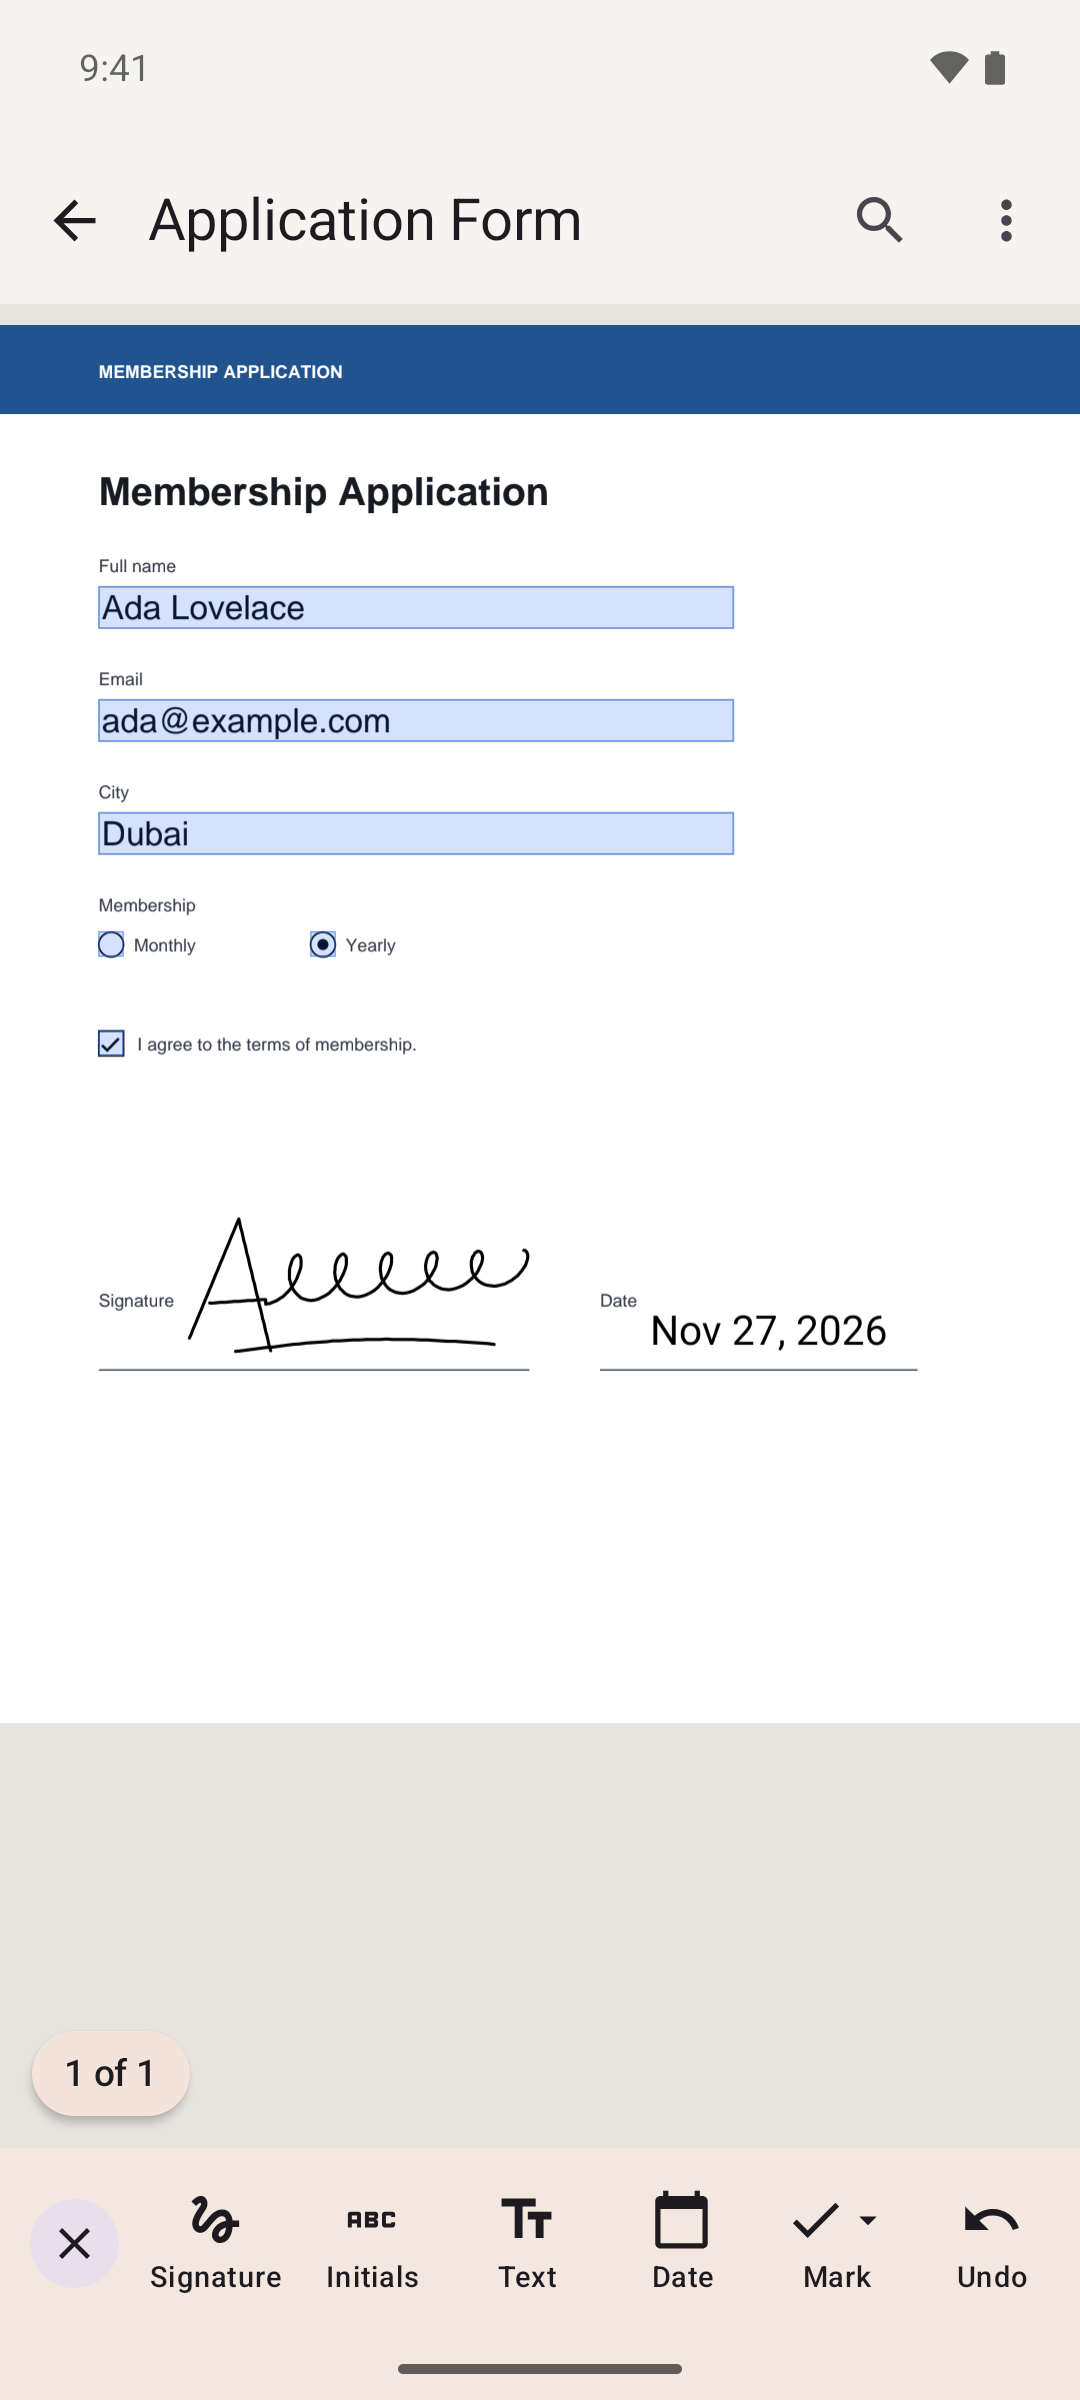 9:41
Application Form
MEMBERSHIP APPLICATION
Membership Application
Full name
Ada Lovelace
Email
ada@example.com
City
Dubai
Membership
Monthly Yearly
I agree to the terms of membership.
Signature Date
Nov 27, 2026
1 of 1
ABC
Signature Initials Text Date Mark Undo